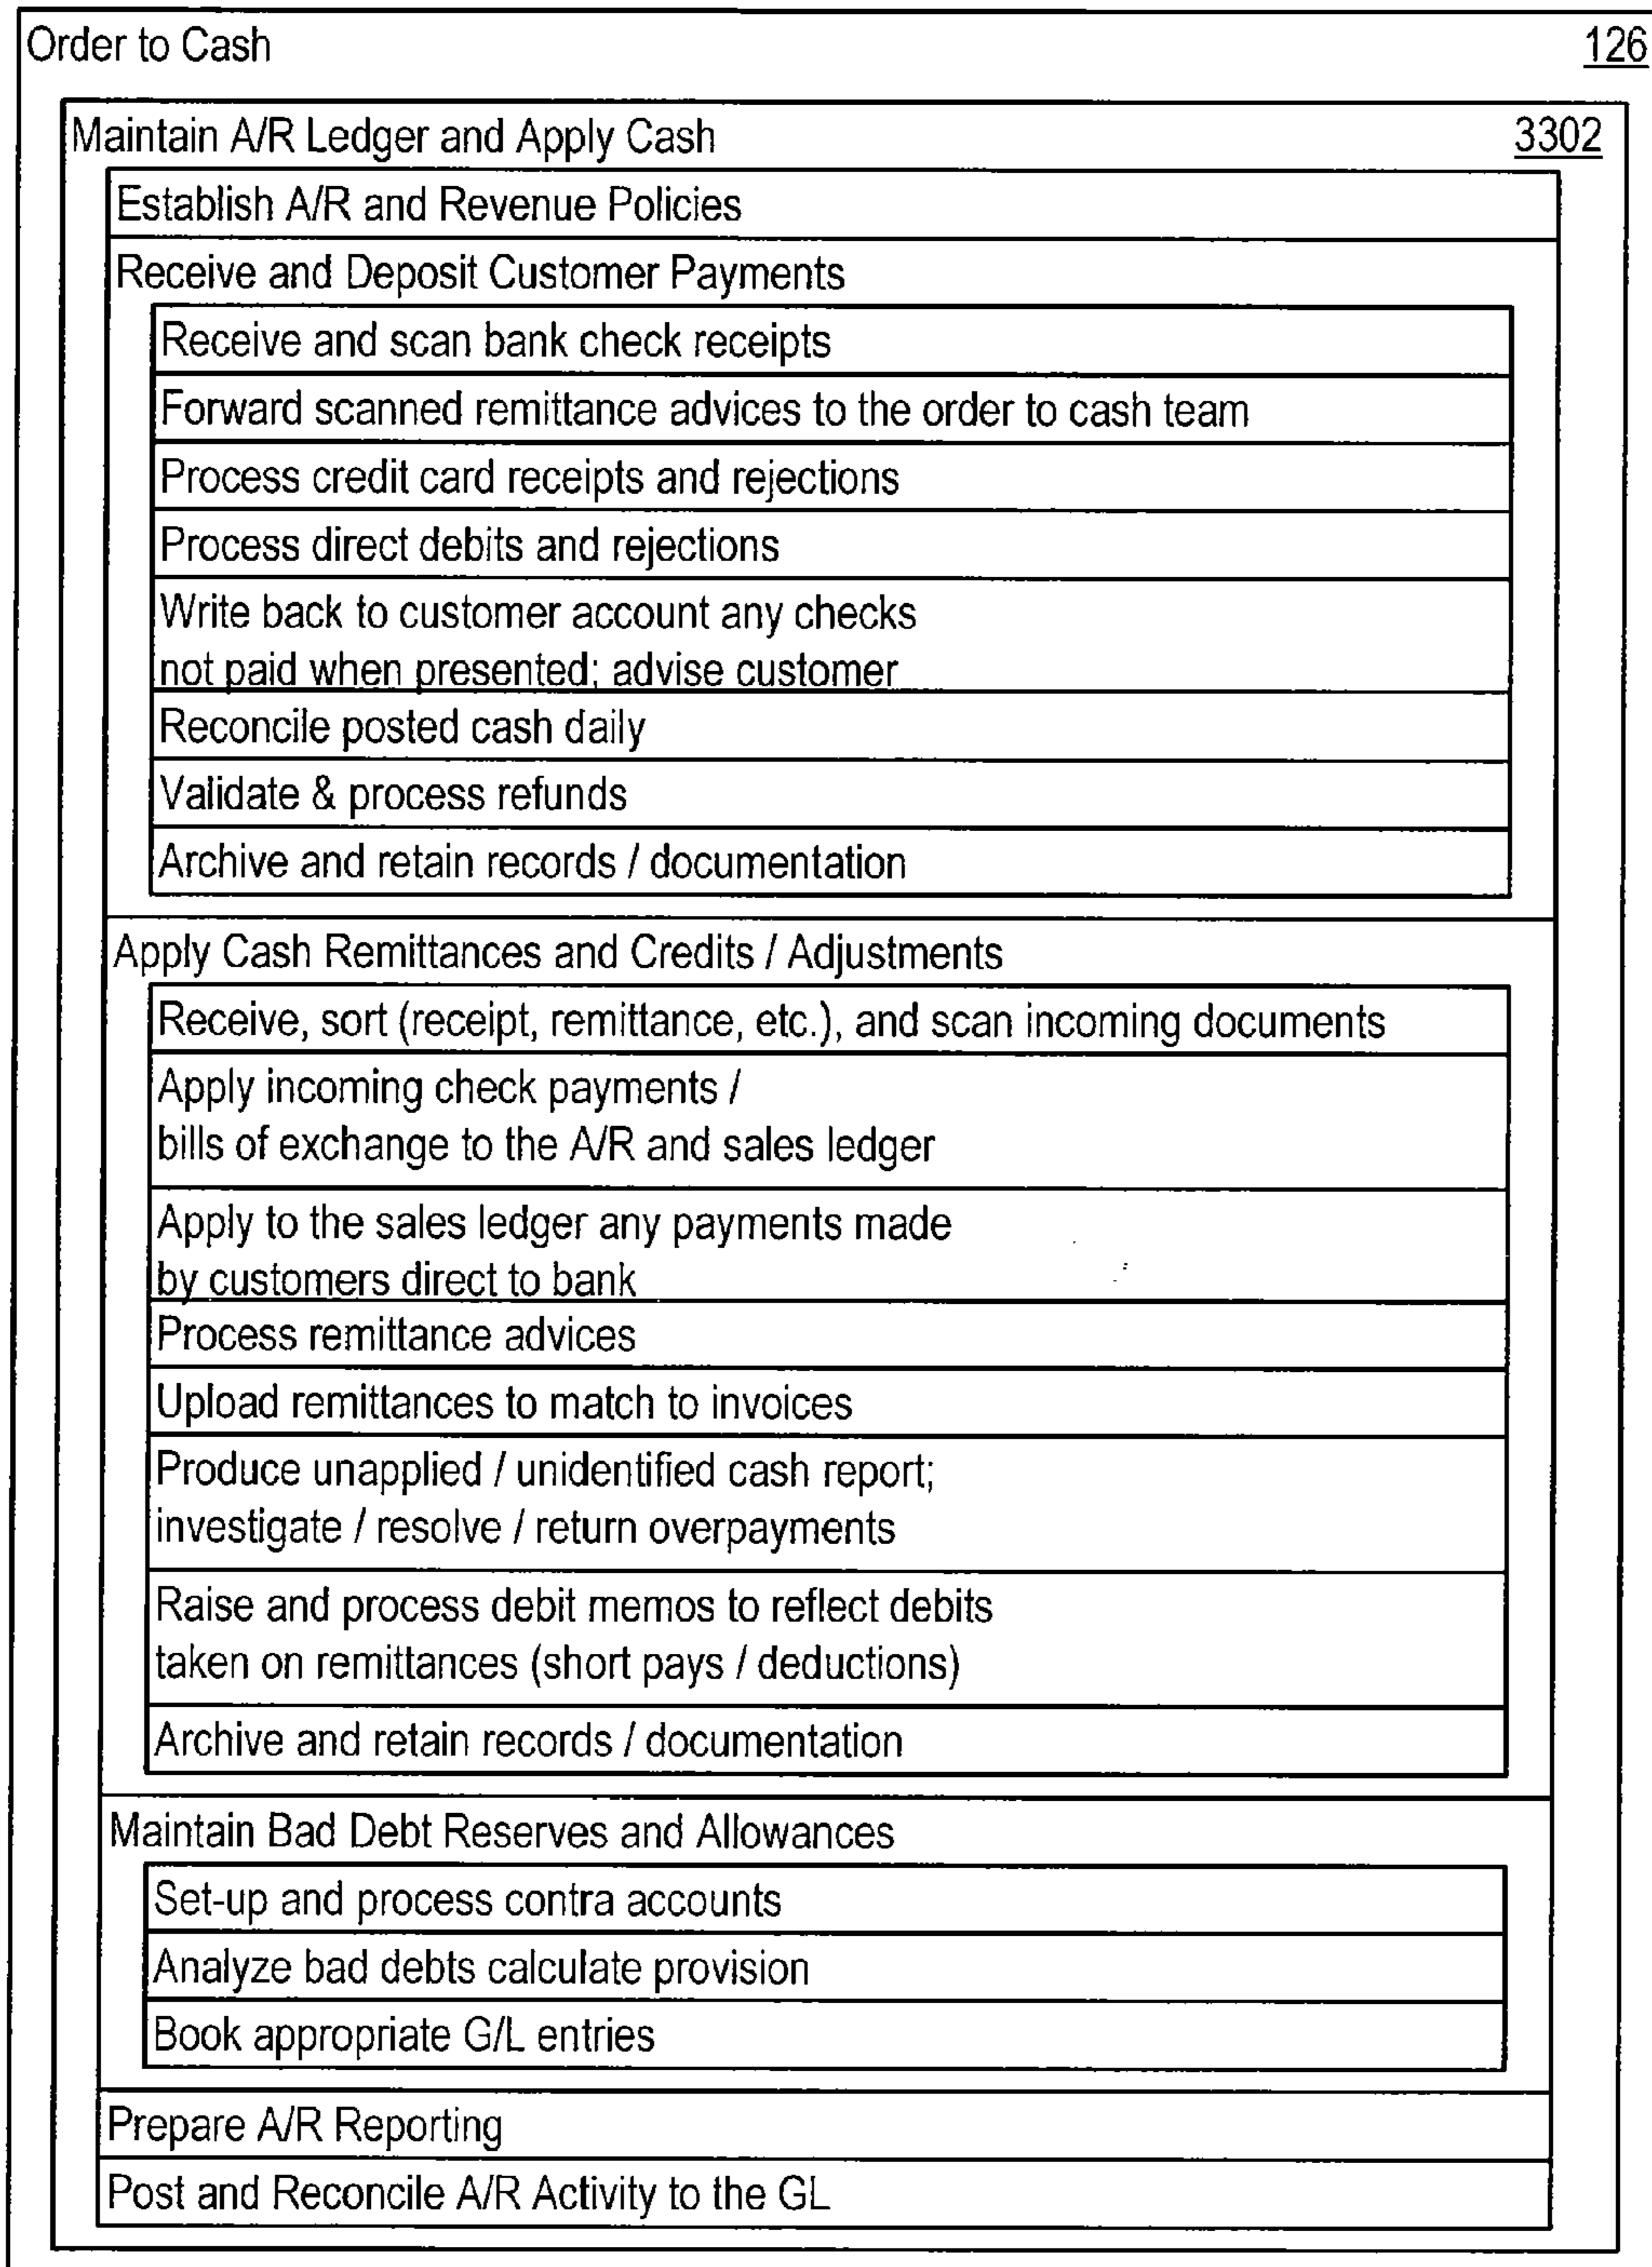 Order to Cash 126
Maintain A/R Ledger and Apply Cash 3302
Establish A/R and Revenue Policies
Receive and Deposit Customer Payments
Receive and scan bank check receipts
Forward scanned remittance advices to the order to cash team
Process credit card receipts and rejections
Process direct debits and rejections
Write back to customer account any checks
not paid when presented; advise customer
Reconcile posted cash daily
Validate & process refunds
Archive and retain records / documentation
Apply Cash Remittances and Credits / Adjustments
Receive, sort (receipt, remittance, etc.), and scan incoming documents
Apply incoming check payments /
bills of exchange to the A/R and sales ledger
Apply to the sales ledger any payments made
by customers direct to bank
Process remittance advices
Upload remittances to match to invoices
Produce unapplied / unidentified cash report;
investigate / resolve / return overpayments
Raise and process debit memos to reflect debits
taken on remittances (short pays / deductions)
Archive and retain records / documentation
Maintain Bad Debt Reserves and Allowances
Set-up and process contra accounts
Analyze bad debts calculate provision
Book appropriate G/L entries
Prepare A/R Reporting
Post and Reconcile A/R Activity to the GL